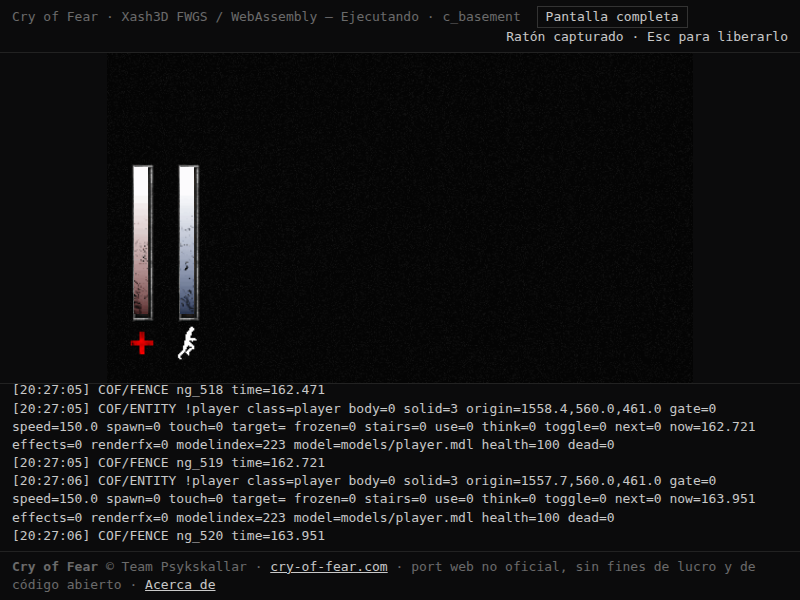 Cry of Fear · Xash3D FWGS / WebAssembly — Ejecutando · c_basement
Pantalla completa
Ratón capturado · Esc para liberarlo
[20:27:05] COF/FENCE ng_518 time=162.471
[20:27:05] COF/ENTITY !player class=player body=0 solid=3 origin=1558.4,560.0,461.0 gate=0
speed=150.0 spawn=0 touch=0 target= frozen=0 stairs=0 use=0 think=0 toggle=0 next=0 now=162.721
effects=0 renderfx=0 modelindex=223 model=models/player.mdl health=100 dead=0
[20:27:05] COF/FENCE ng_519 time=162.721
[20:27:06] COF/ENTITY !player class=player body=0 solid=3 origin=1557.7,560.0,461.0 gate=0
speed=150.0 spawn=0 touch=0 target= frozen=0 stairs=0 use=0 think=0 toggle=0 next=0 now=163.951
effects=0 renderfx=0 modelindex=223 model=models/player.mdl health=100 dead=0
[20:27:06] COF/FENCE ng_520 time=163.951
Cry of Fear © Team Psykskallar · cry-of-fear.com · port web no oficial, sin fines de lucro y de
código abierto · Acerca de